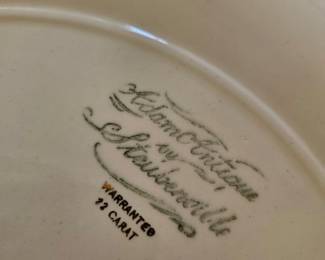 Adam Antique
by
Steubenville
WARRANTED
22 CARAT